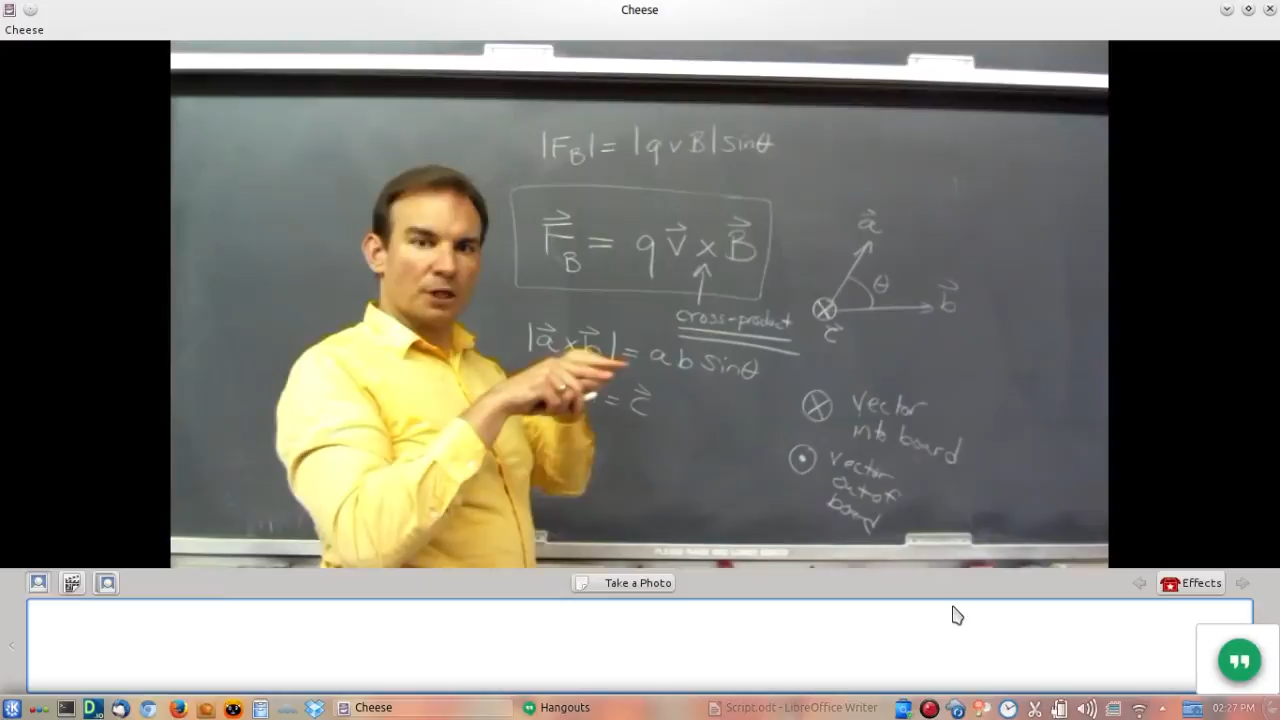 Cheese
Cheese
|F_B| = |qvB| sinθ
F⃗_B = q v⃗ × B⃗
cross-product
|a⃗ × b⃗| = a b sinθ
= c⃗
a⃗
θ
b⃗
c⃗
⊗ vector
into board
⊙ vector
out of
board
Take a Photo
Effects
Cheese
Hangouts
Script.odt - LibreOffice Writer
02:27 PM